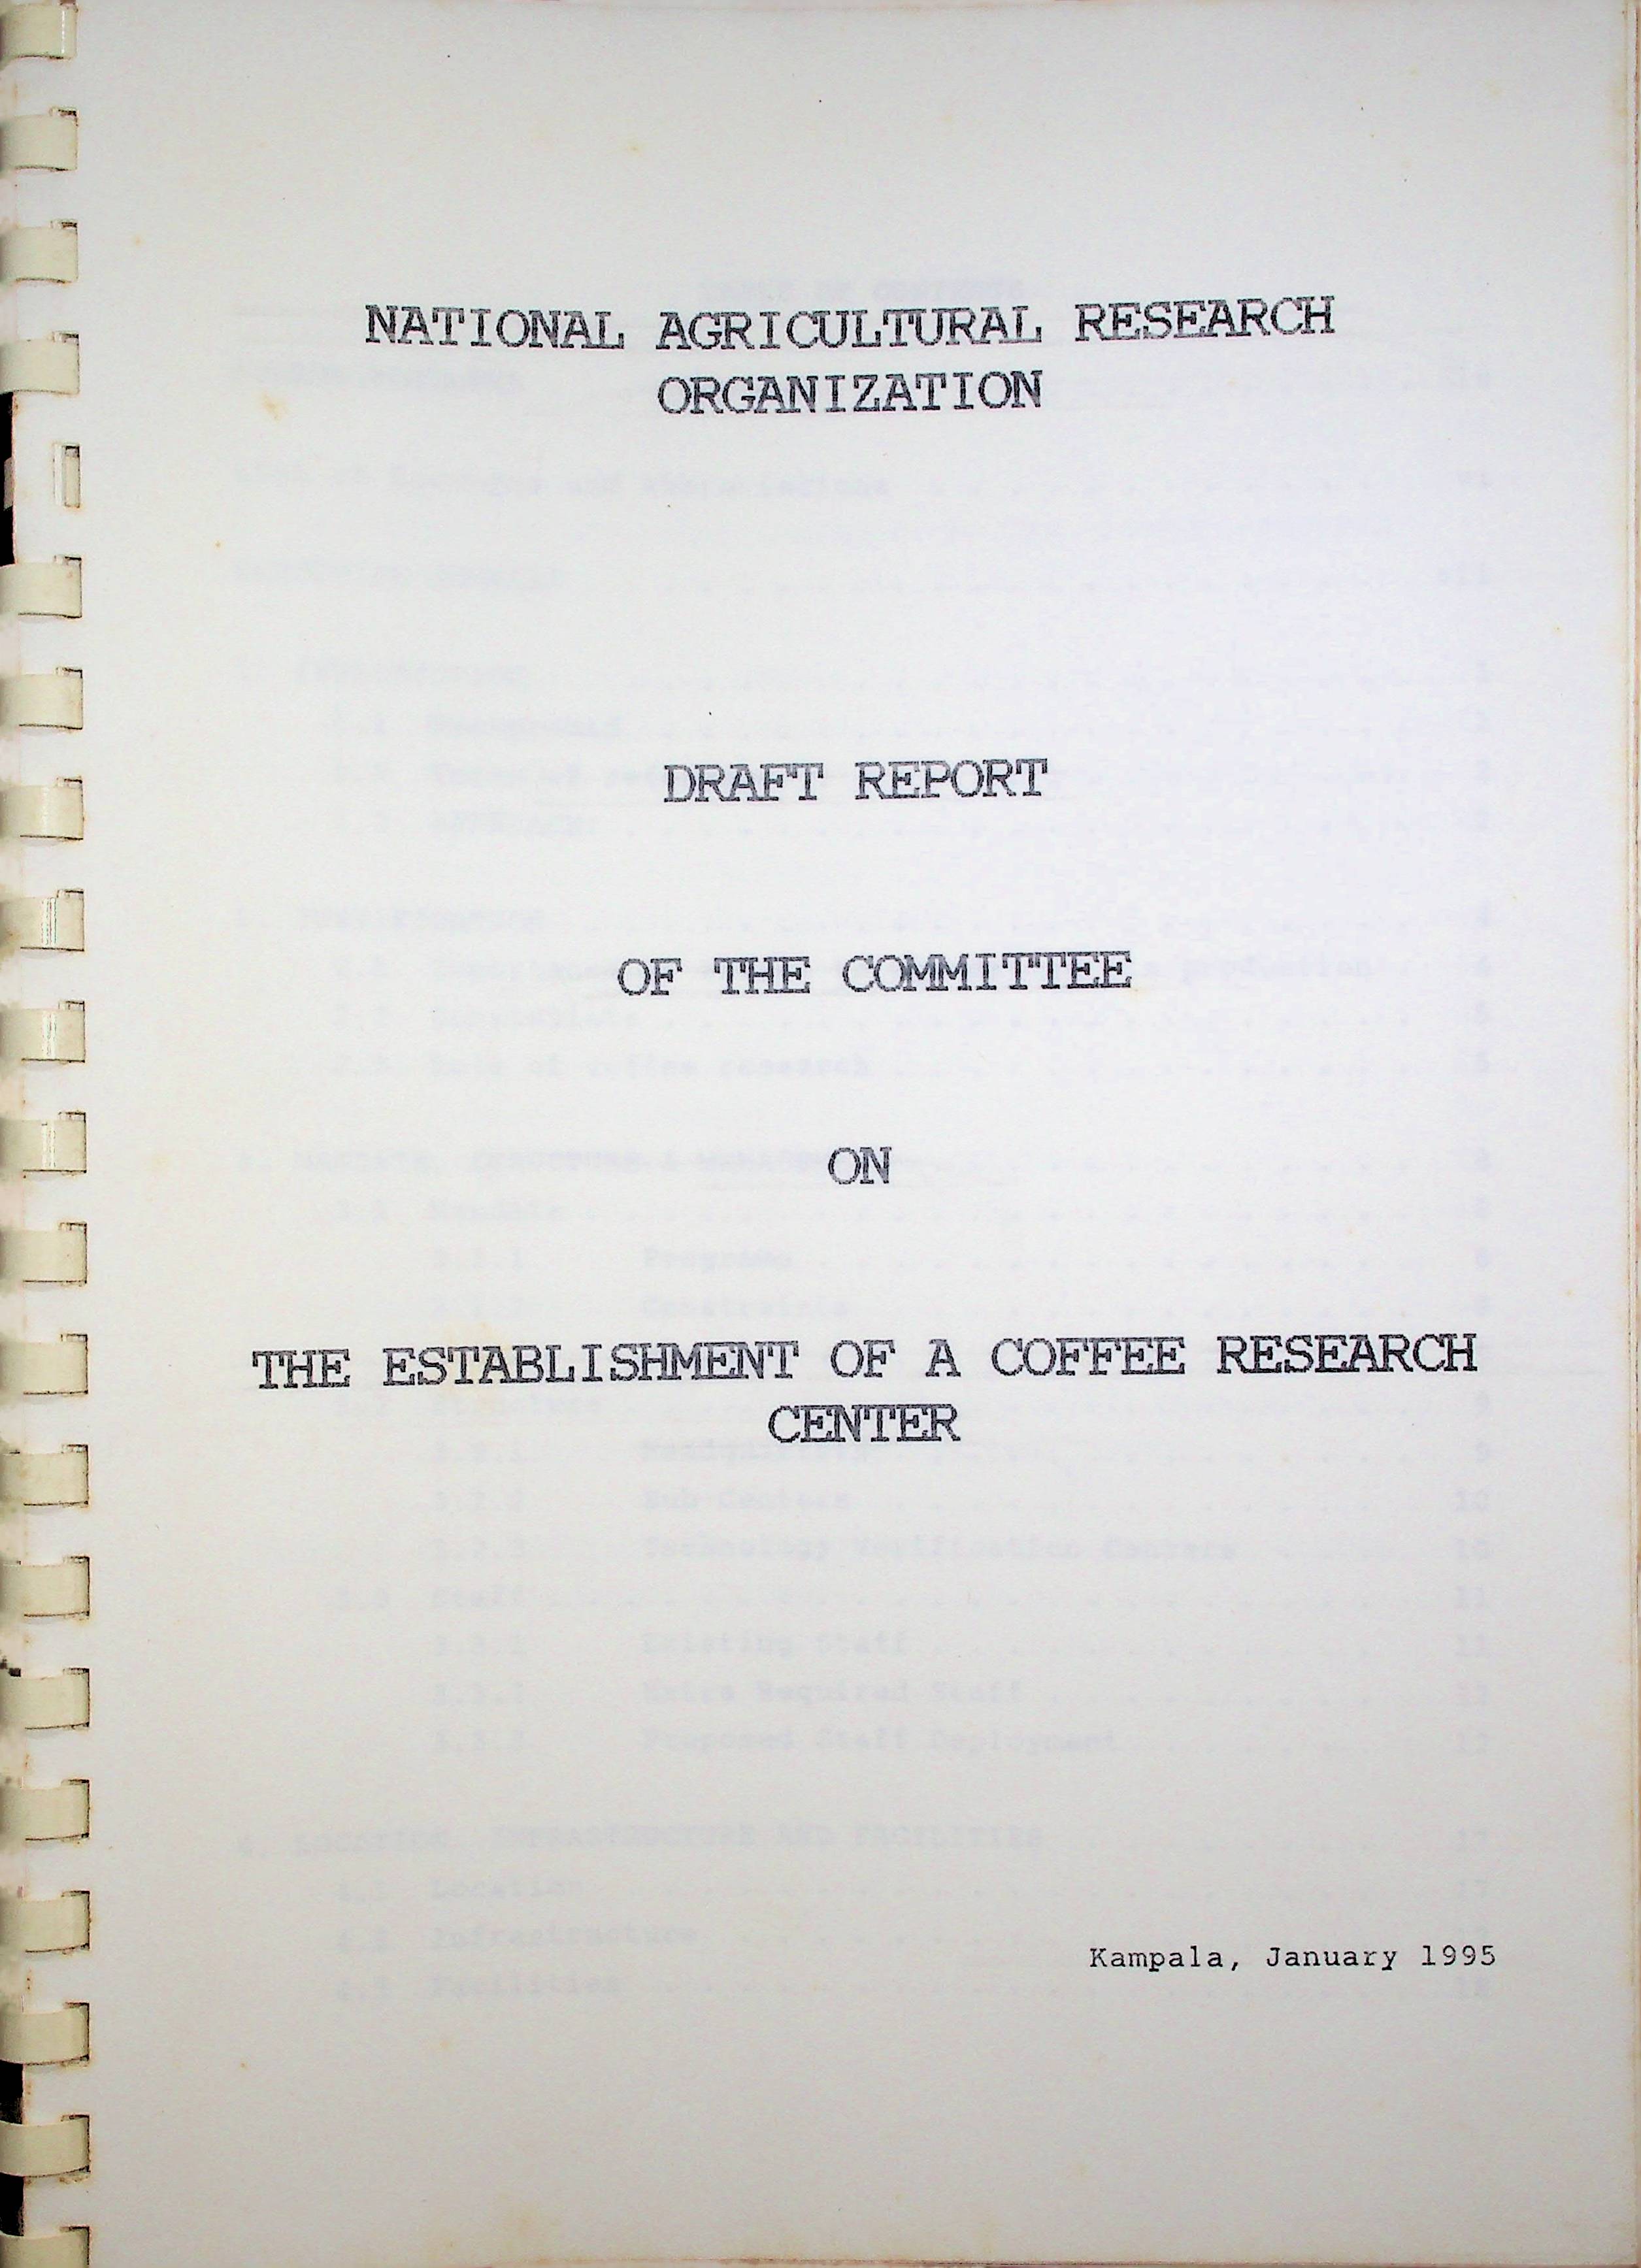 NATIONAL AGRICULTURAL RESEARCH
ORGANIZATION
DRAFT REPORT
OF THE COMMITTEE
ON
THE ESTABLISHMENT OF A COFFEE RESEARCH
CENTER
Kampala, January 1995